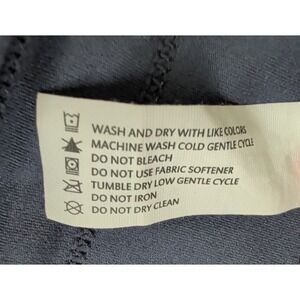 WASH AND DRY WITH LIKE COLORS
MACHINE WASH COLD GENTLE CYCLE
DO NOT BLEACH
DO NOT USE FABRIC SOFTENER
TUMBLE DRY LOW GENTLE CYCLE
DO NOT IRON
DO NOT DRY CLEAN